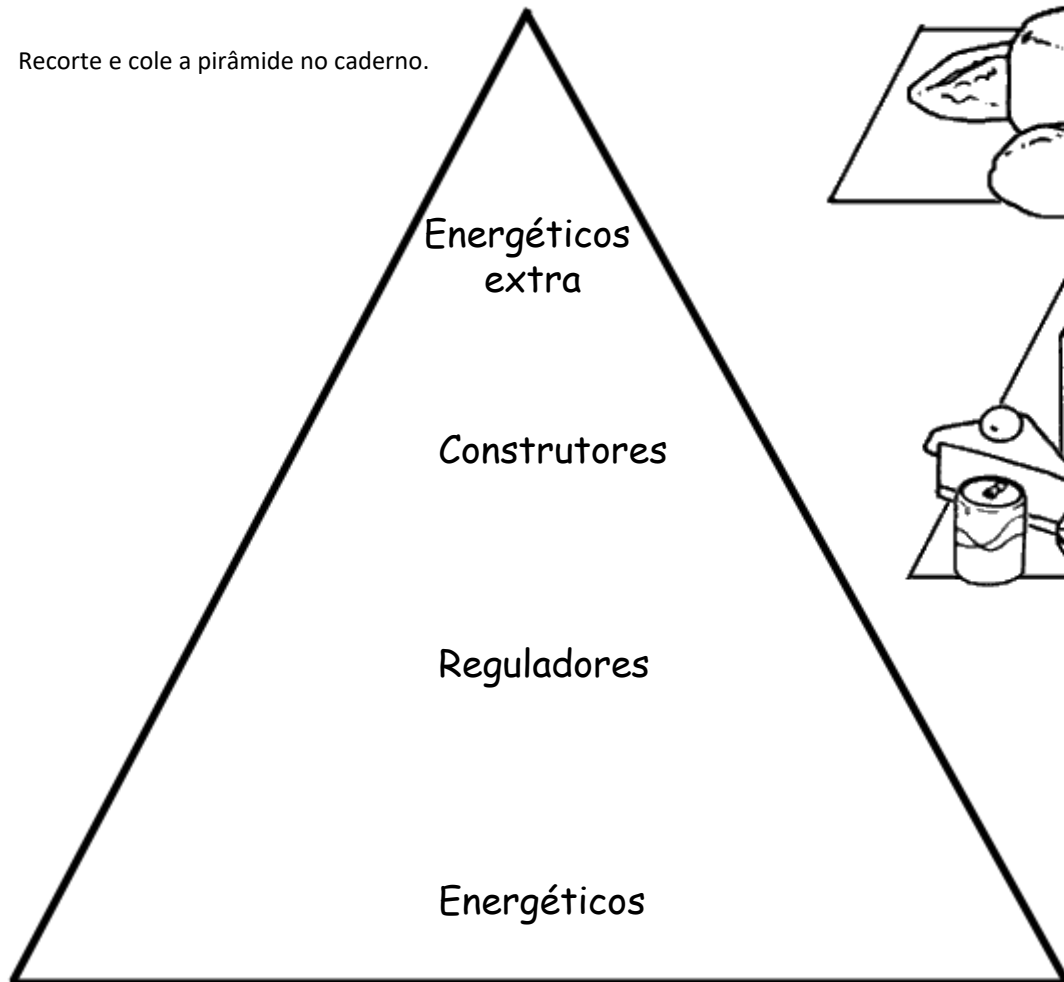 Recorte e cole a pirâmide no caderno.
Energéticos
extra
Construtores
Reguladores
Energéticos